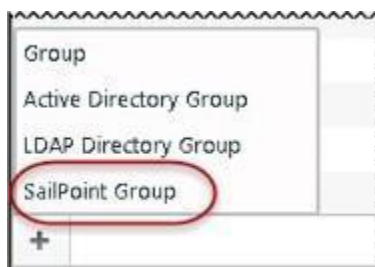 Group
Active Directory Group
LDAP Directory Group
SailPoint Group
+